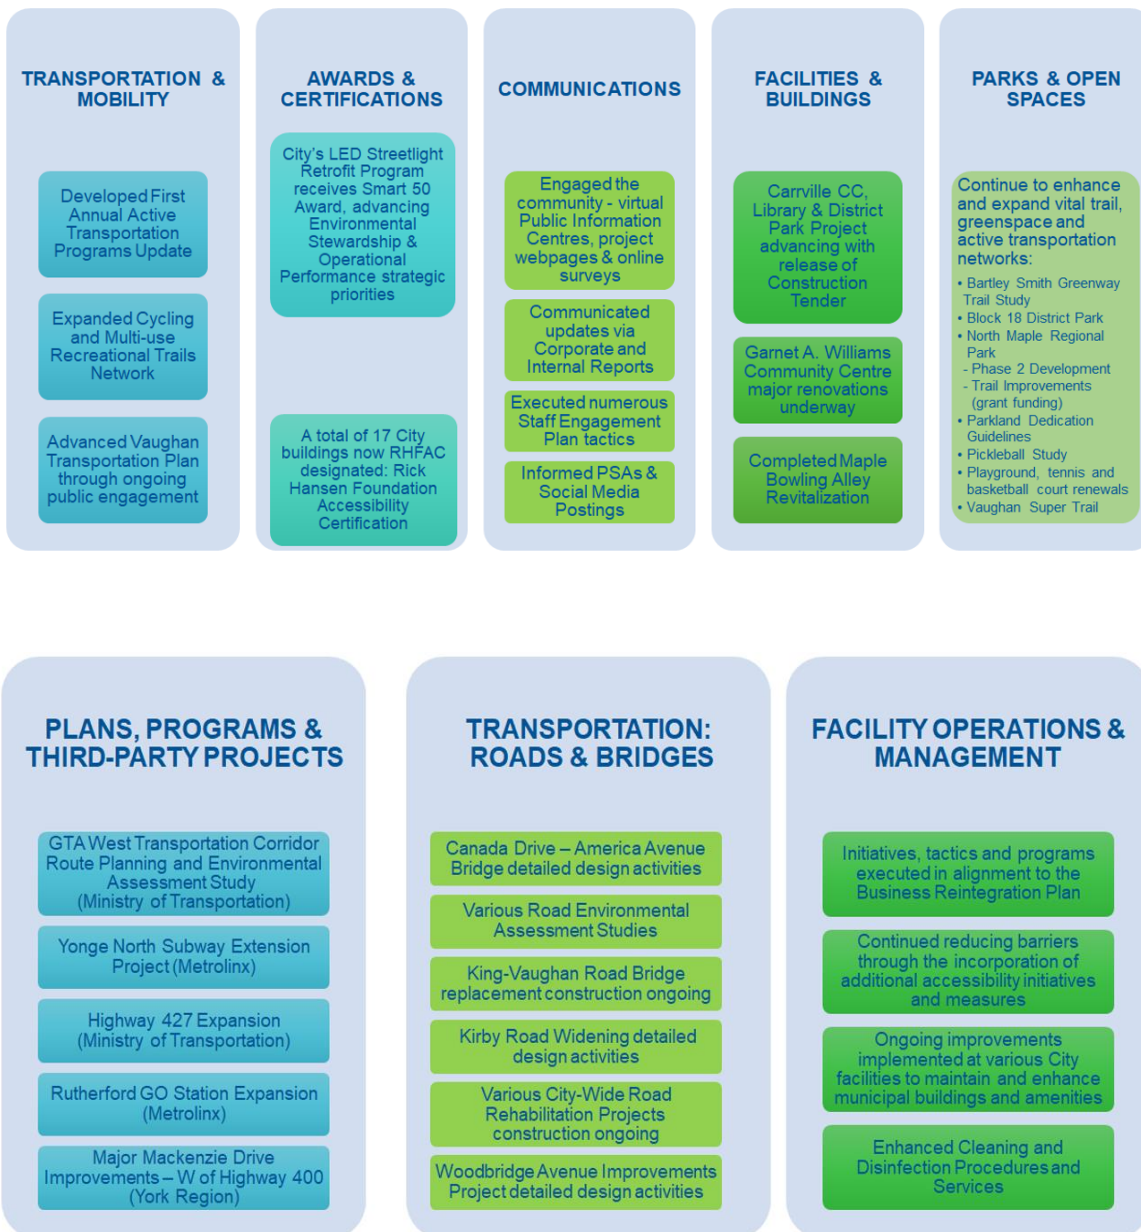 TRANSPORTATION &
MOBILITY
Developed First
Annual Active
Transportation
Programs Update
Expanded Cycling
and Multi-use
Recreational Trails
Network
Advanced Vaughan
Transportation Plan
through ongoing
public engagement
AWARDS &
CERTIFICATIONS
City's LED Streetlight
Retrofit Program
receives Smart 50
Award, advancing
Environmental
Stewardship &
Operational
Performance strategic
priorities
A total of 17 City
buildings now RHFAC
designated: Rick
Hansen Foundation
Accessibility
Certification
COMMUNICATIONS
Engaged the
community - virtual
Public Information
Centres, project
webpages & online
surveys
Communicated
updates via
Corporate and
Internal Reports
Executed numerous
Staff Engagement
Plan tactics
Informed PSAs &
Social Media
Postings
FACILITIES &
BUILDINGS
Carrville CC,
Library & District
Park Project
advancing with
release of
Construction
Tender
Garnet A. Williams
Community Centre
major renovations
underway
Completed Maple
Bowling Alley
Revitalization
PARKS & OPEN
SPACES
Continue to enhance
and expand vital trail,
greenspace and
active transportation
networks:
• Bartley Smith Greenway
Trail Study
• Block 18 District Park
• North Maple Regional
Park
- Phase 2 Development
- Trail Improvements
(grant funding)
• Parkland Dedication
Guidelines
• Pickleball Study
• Playground, tennis and
basketball court renewals
• Vaughan Super Trail
PLANS, PROGRAMS &
THIRD-PARTY PROJECTS
GTA West Transportation Corridor
Route Planning and Environmental
Assessment Study
(Ministry of Transportation)
Yonge North Subway Extension
Project (Metrolinx)
Highway 427 Expansion
(Ministry of Transportation)
Rutherford GO Station Expansion
(Metrolinx)
Major Mackenzie Drive
Improvements – W of Highway 400
(York Region)
TRANSPORTATION:
ROADS & BRIDGES
Canada Drive – America Avenue
Bridge detailed design activities
Various Road Environmental
Assessment Studies
King-Vaughan Road Bridge
replacement construction ongoing
Kirby Road Widening detailed
design activities
Various City-Wide Road
Rehabilitation Projects
construction ongoing
Woodbridge Avenue Improvements
Project detailed design activities
FACILITY OPERATIONS &
MANAGEMENT
Initiatives, tactics and programs
executed in alignment to the
Business Reintegration Plan
Continued reducing barriers
through the incorporation of
additional accessibility initiatives
and measures
Ongoing improvements
implemented at various City
facilities to maintain and enhance
municipal buildings and amenities
Enhanced Cleaning and
Disinfection Procedures and
Services